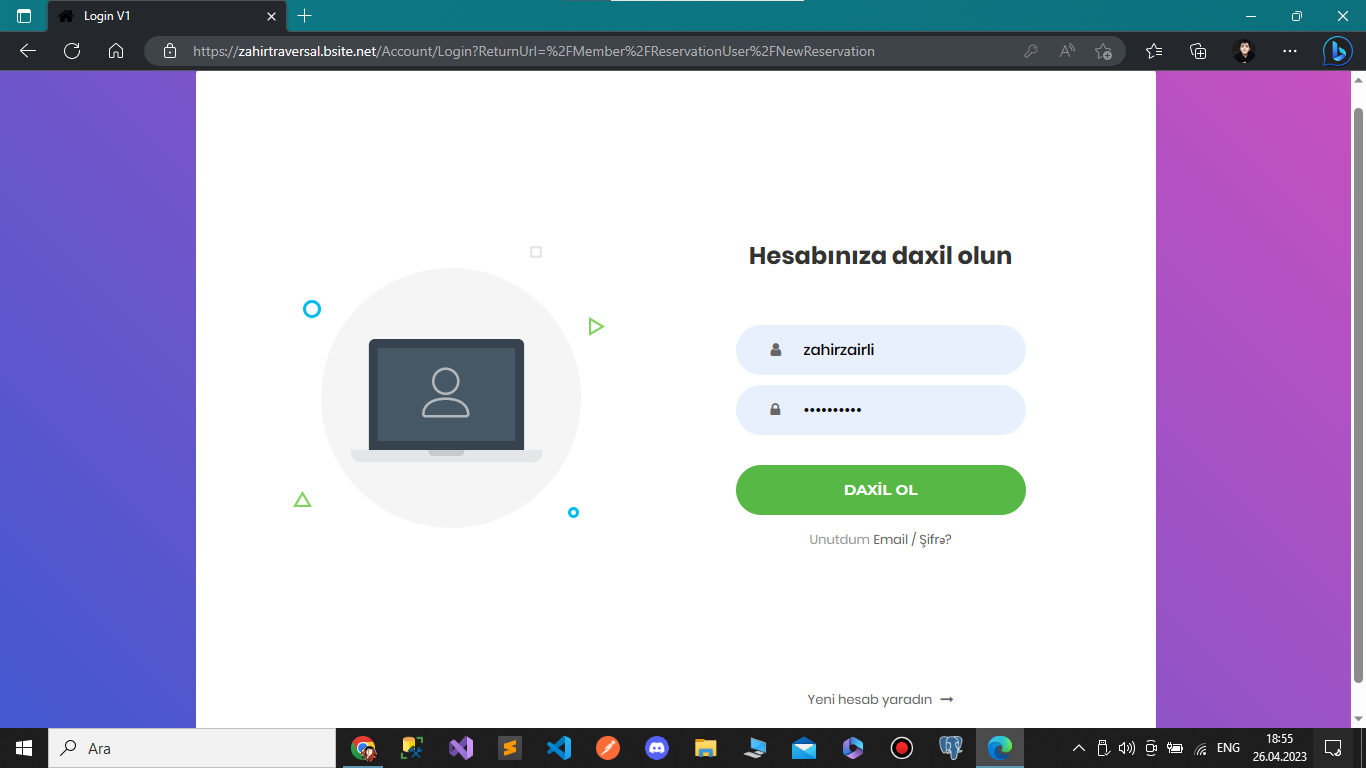 Login V1
https://zahirtraversal.bsite.net/Account/Login?ReturnUrl=%2FMember%2FReservationUser%2FNewReservation
Hesabınıza daxil olun
zahirzairli
••••••••••
DAXİL OL
Unutdum Email / Şifrə?
Yeni hesab yaradın
Ara
ENG
18:55
26.04.2023